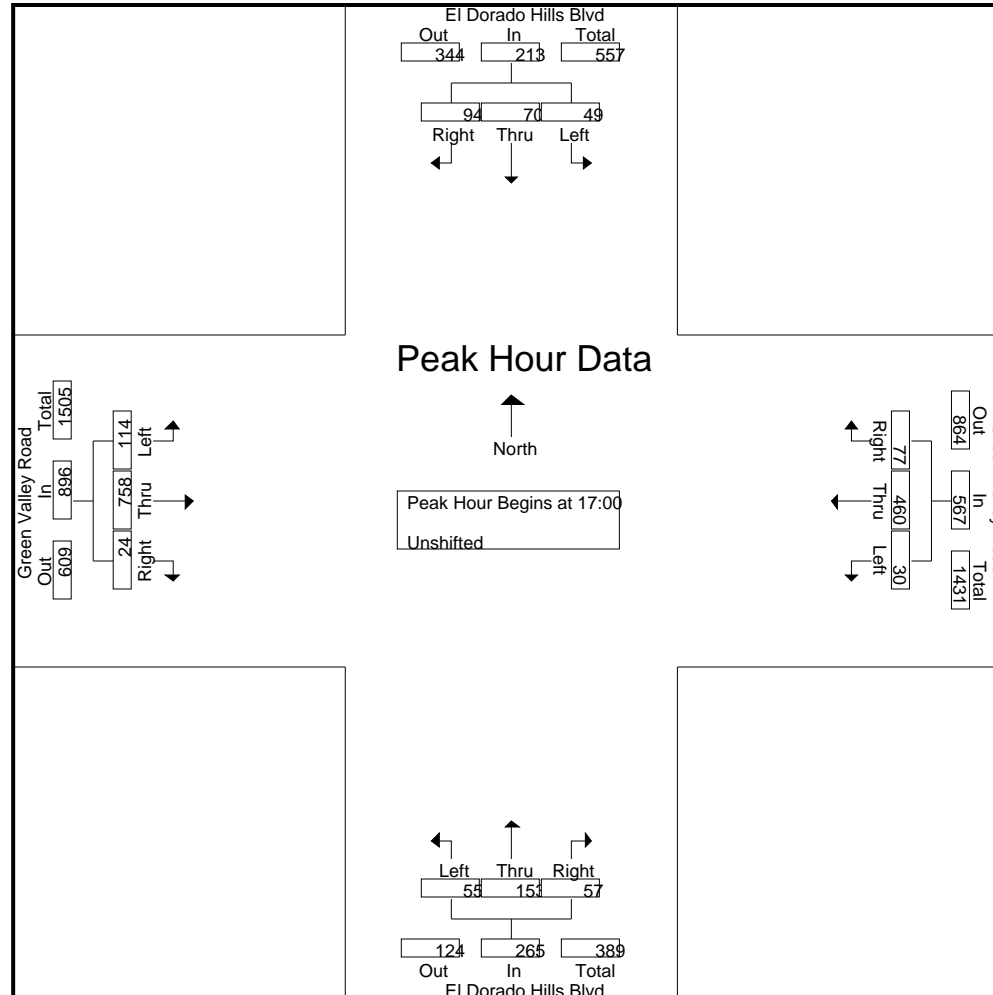 El Dorado Hills Blvd
Out In Total
344 213 557
94 70 49
Right Thru Left
Peak Hour Data
North
Peak Hour Begins at 17:00
Unshifted
Green Valley Road
Total In Out
1505 896 609
114 758 24
Left Thru Right
Right Thru Left
77 460 30
864 567 1431
Out In Total
Left Thru Right
55 153 57
124 265 389
Out In Total
El Dorado Hills Blvd